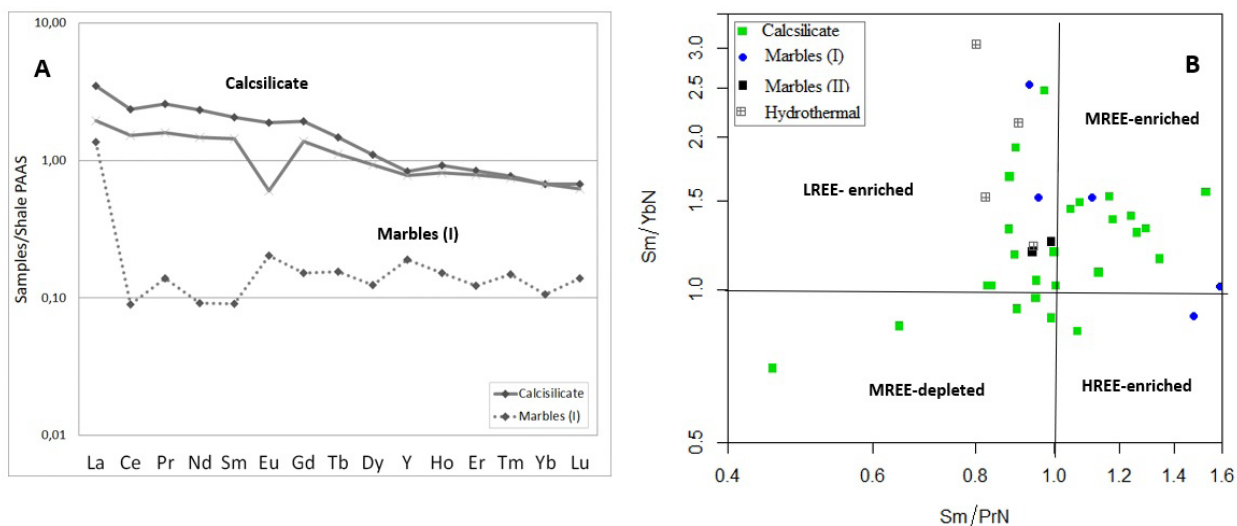 10,00
1,00
0,10
0,01
Samples/Shale PAAS
A
Calcsilicate
Marbles (I)
Calcisilicate
Marbles (I)
La Ce Pr Nd Sm Eu Gd Tb Dy Y Ho Er Tm Yb Lu
B
Calcsilicate
Marbles (I)
Marbles (II)
Hydrothermal
MREE-enriched
LREE- enriched
MREE-depleted
HREE-enriched
3.0
2.5
2.0
1.5
1.0
0.5
Sm/YbN
0.4 0.6 0.8 1.0 1.2 1.4 1.6
Sm/PrN